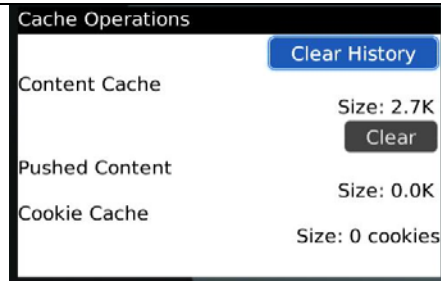 Cache Operations
Clear History
Content Cache
Size: 2.7K
Clear
Pushed Content
Size: 0.0K
Cookie Cache
Size: 0 cookies